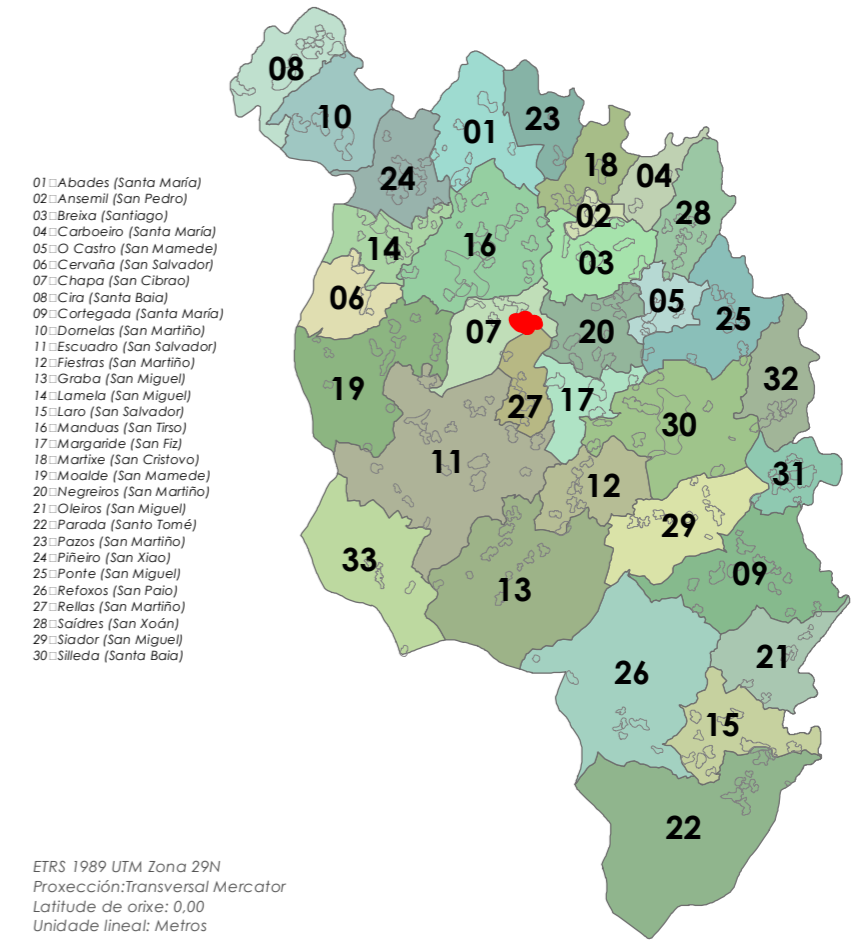 08
10
01
23
24
18
04
02
28
14
16
03
06
05
07
20
25
19
27
17
32
30
11
12
31
29
33
13
09
26
21
15
22
01□Abades (Santa María)
02□Ansemil (San Pedro)
03□Breixa (Santiago)
04□Carboeiro (Santa María)
05□O Castro (San Mamede)
06□Cervaña (San Salvador)
07□Chapa (San Cibrao)
08□Cira (Santa Baia)
09□Cortegada (Santa María)
10□Dornelas (San Martiño)
11□Escuadro (San Salvador)
12□Fiestras (San Martiño)
13□Graba (San Miguel)
14□Lamela (San Miguel)
15□Laro (San Salvador)
16□Manduas (San Tirso)
17□Margaride (San Fiz)
18□Martixe (San Cristovo)
19□Moalde (San Mamede)
20□Negreiros (San Martiño)
21□Oleiros (San Miguel)
22□Parada (Santo Tomé)
23□Pazos (San Martiño)
24□Piñeiro (San Xiao)
25□Ponte (San Miguel)
26□Refoxos (San Paio)
27□Rellas (San Martiño)
28□Saídres (San Xoán)
29□Siador (San Miguel)
30□Silleda (Santa Baia)
ETRS 1989 UTM Zona 29N
Proxección:Transversal Mercator
Latitude de orixe: 0,00
Unidade lineal: Metros